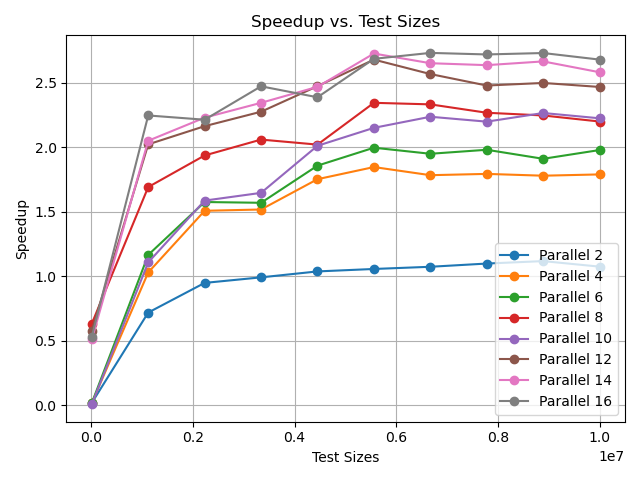 Speedup vs. Test Sizes
Speedup
2.5
2.0
1.5
1.0
0.5
0.0
0.0
0.2
0.4
0.6
0.8
1.0
1e7
Test Sizes
Parallel 2
Parallel 4
Parallel 6
Parallel 8
Parallel 10
Parallel 12
Parallel 14
Parallel 16